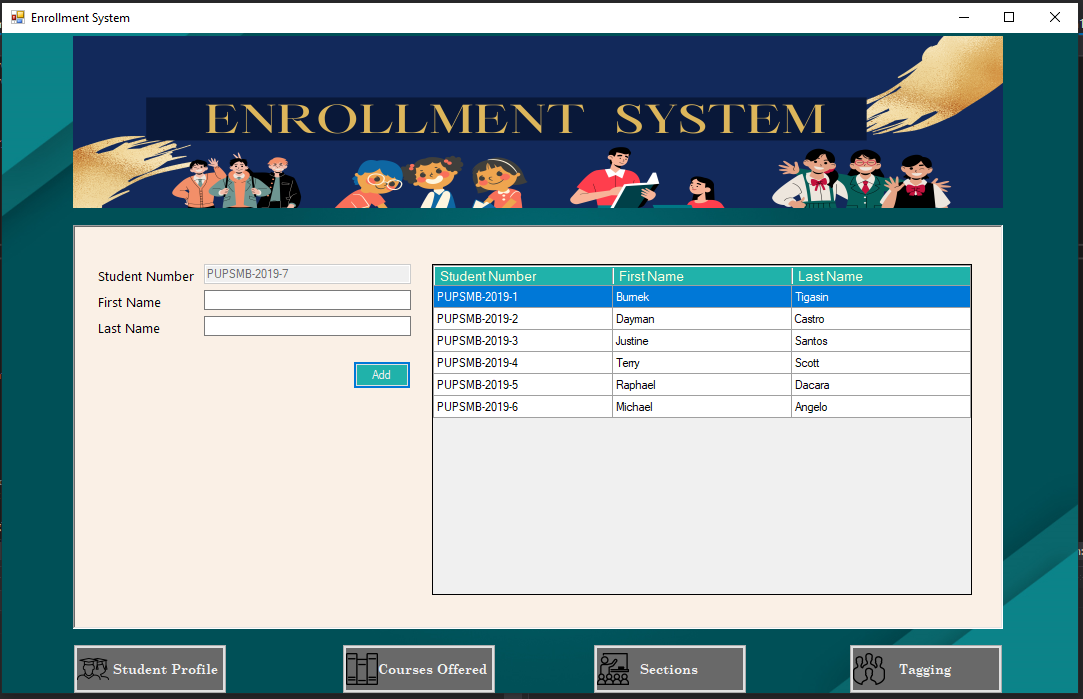 Enrollment System
ENROLLMENT SYSTEM
Student Number PUPSMB-2019-7
First Name
Last Name
Add
Student Number First Name Last Name
PUPSMB-2019-1 Burnek Tigasin
PUPSMB-2019-2 Dayman Castro
PUPSMB-2019-3 Justine Santos
PUPSMB-2019-4 Terry Scott
PUPSMB-2019-5 Raphael Dacara
PUPSMB-2019-6 Michael Angelo
Student Profile Courses Offered Sections Tagging